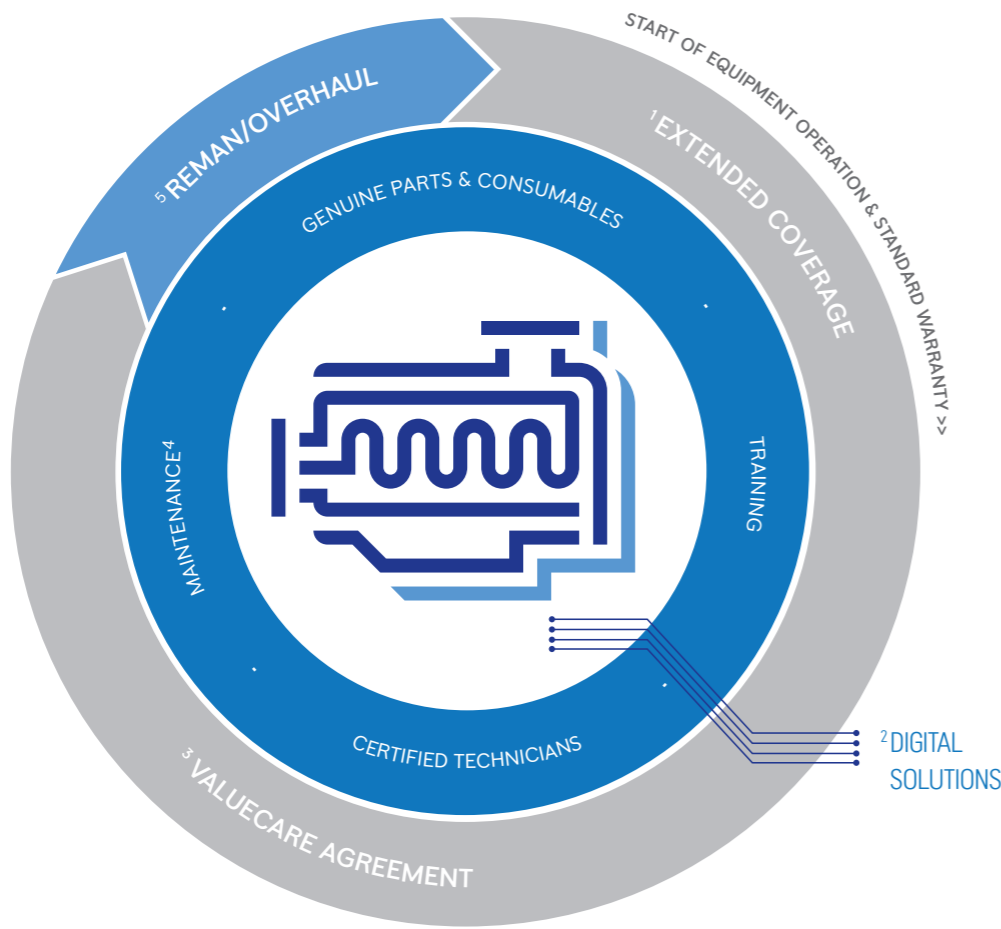 START OF EQUIPMENT OPERATION & STANDARD WARRANTY >>
⁵ REMAN/OVERHAUL
¹ EXTENDED COVERAGE
GENUINE PARTS & CONSUMABLES
MAINTENANCE⁴
TRAINING
CERTIFIED TECHNICIANS
² DIGITAL
SOLUTIONS
³ VALUECARE AGREEMENT